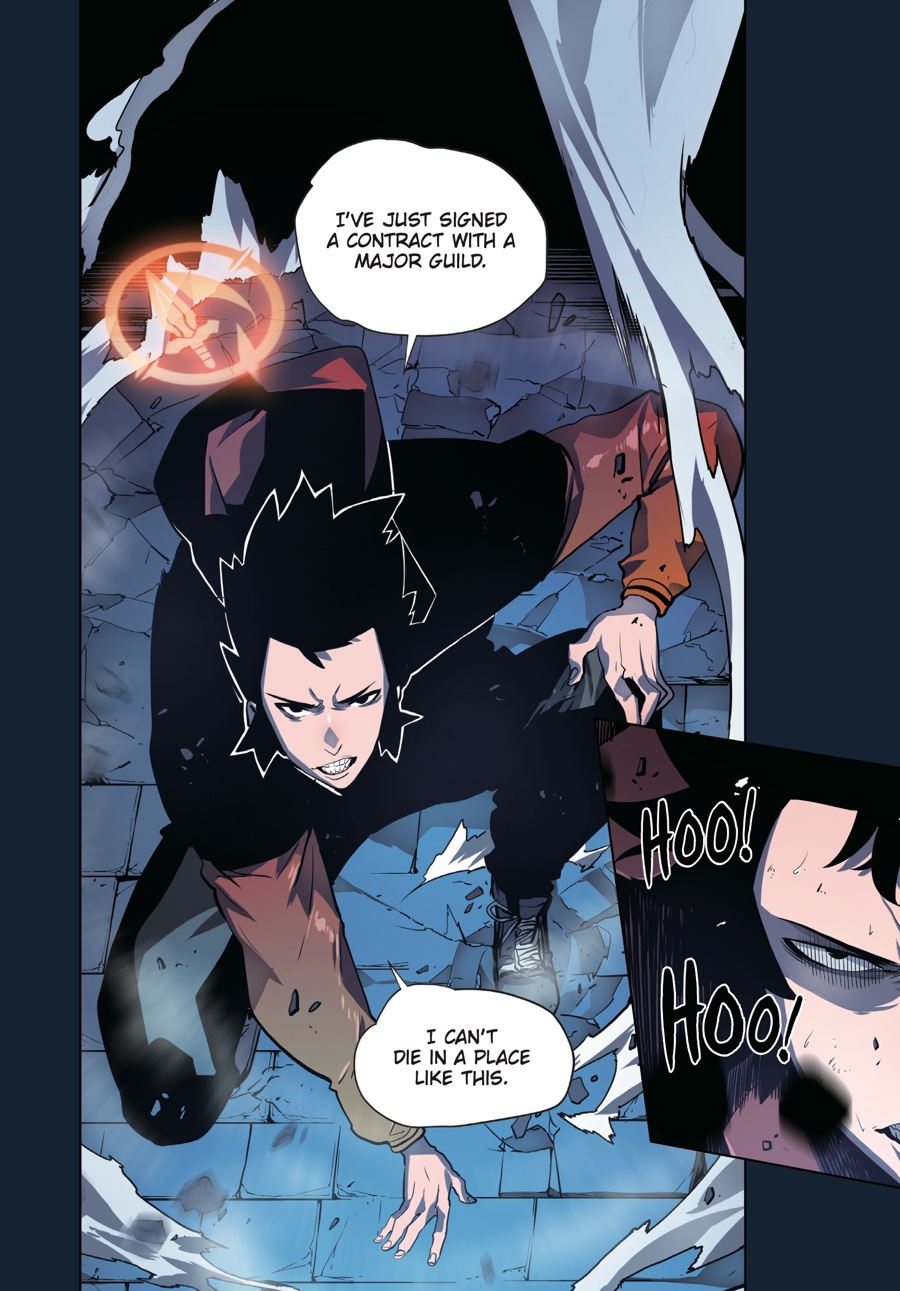 I'VE JUST SIGNED
A CONTRACT WITH A
MAJOR GUILD.
HOO!
HOO!
I CAN'T
DIE IN A PLACE
LIKE THIS.